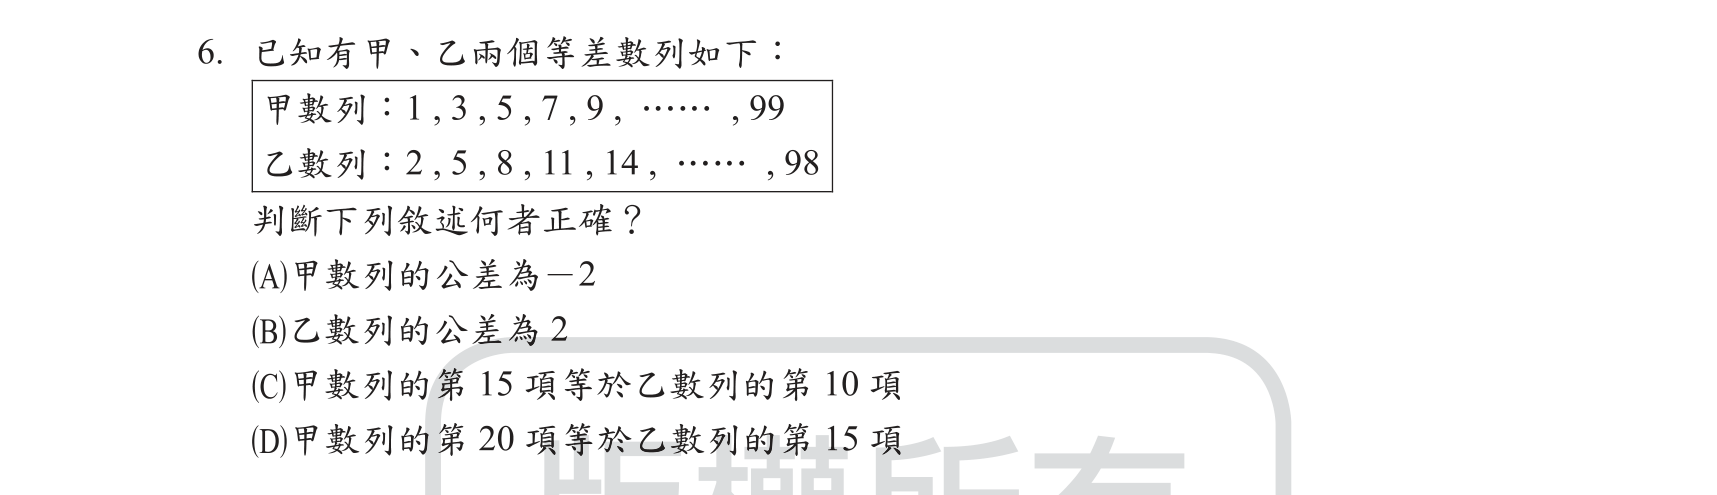 6. 已知有甲、乙兩個等差數列如下：
甲數列：1 , 3 , 5 , 7 , 9 , …… , 99
乙數列：2 , 5 , 8 , 11 , 14 , …… , 98
判斷下列敘述何者正確？
(A)甲數列的公差為－2
(B)乙數列的公差為 2
(C)甲數列的第 15 項等於乙數列的第 10 項
(D)甲數列的第 20 項等於乙數列的第 15 項
版權所有